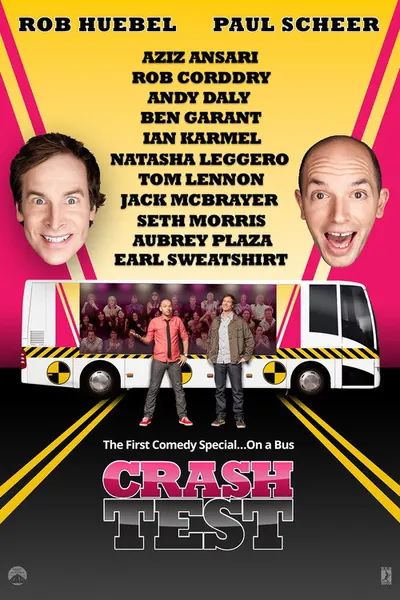 ROB HUEBEL PAUL SCHEER
AZIZ ANSARI
ROB CORDDRY
ANDY DALY
BEN GARANT
IAN KARMEL
NATASHA LEGGERO
TOM LENNON
JACK MCBRAYER
SETH MORRIS
AUBREY PLAZA
EARL SWEATSHIRT
The First Comedy Special...On a Bus
CRASH
TEST